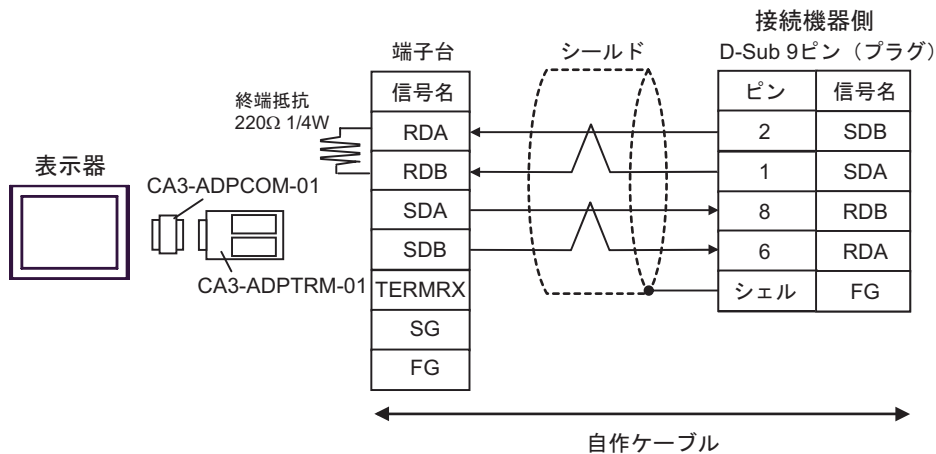 接続機器側
端子台
シールド
D-Sub 9ピン（プラグ）
信号名
ピン
信号名
終端抵抗
220Ω 1/4W
RDA
2
SDB
RDB
1
SDA
表示器
CA3-ADPCOM-01
SDA
8
RDB
SDB
6
RDA
CA3-ADPTRM-01
TERMRX
シェル
FG
SG
FG
自作ケーブル